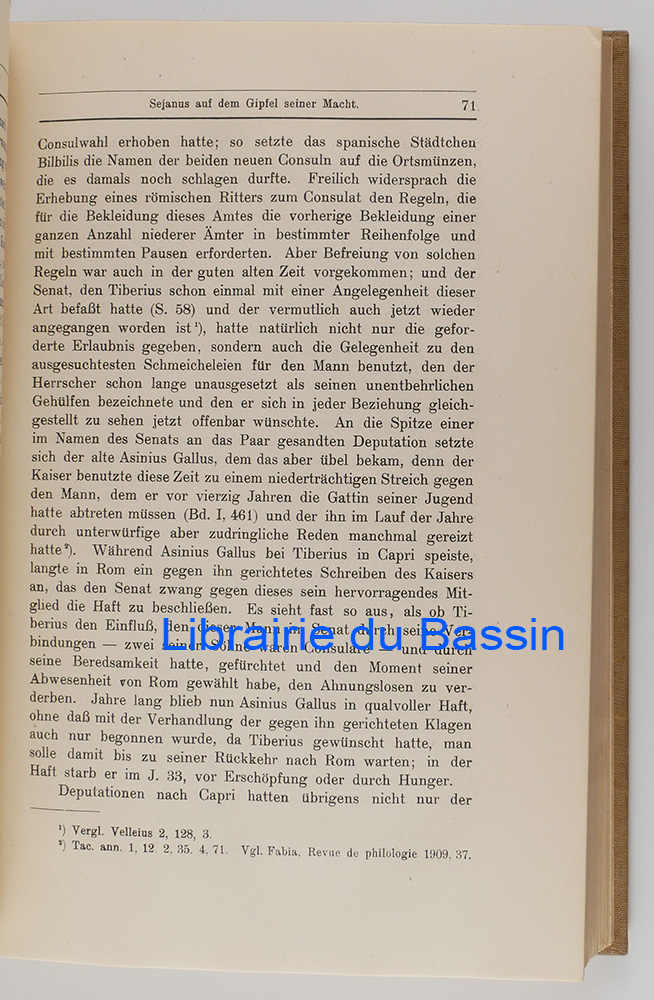 Sejanus auf dem Gipfel seiner Macht. 71
Consulwahl erhoben hatte; so setzte das spanische Städtchen
Bilbilis die Namen der beiden neuen Consuln auf die Ortsmünzen,
die es damals noch schlagen durfte. Freilich widersprach die
Erhebung eines römischen Ritters zum Consulat den Regeln, die
für die Bekleidung dieses Amtes die vorherige Bekleidung einer
ganzen Anzahl niederer Ämter in bestimmter Reihenfolge und
mit bestimmten Pausen erforderten. Aber Befreiung von solchen
Regeln war auch in der guten alten Zeit vorgekommen; und der
Senat, den Tiberius schon einmal mit einer Angelegenheit dieser
Art befaßt hatte (S. 58) und der vermutlich auch jetzt wieder
angegangen worden ist¹), hatte natürlich nicht nur die gefor-
derte Erlaubnis gegeben, sondern auch die Gelegenheit zu den
ausgesuchtesten Schmeicheleien für den Mann benutzt, den der
Herrscher schon lange unausgesetzt als seinen unentbehrlichen
Gehülfen bezeichnete und den er sich in jeder Beziehung gleich-
gestellt zu sehen jetzt offenbar wünschte. An die Spitze einer
im Namen des Senats an das Paar gesandten Deputation setzte
sich der alte Asinius Gallus, dem das aber übel bekam, denn der
Kaiser benutzte diese Zeit zu einem niederträchtigen Streich gegen
den Mann, dem er vor vierzig Jahren die Gattin seiner Jugend
hatte abtreten müssen (Bd. I, 461) und der ihn im Lauf der Jahre
durch unterwürfige aber zudringliche Reden manchmal gereizt
hatte²). Während Asinius Gallus bei Tiberius in Capri speiste,
langte in Rom ein gegen ihn gerichtetes Schreiben des Kaisers
an, das den Senat zwang gegen dieses sein hervorragendes Mit-
glied die Haft zu beschließen. Es sieht fast so aus, als ob Ti-
berius den Einfluß, den dieser Mann im Senat durch seine Ver-
Librairie du Bassin
bindungen — zwei seiner Söhne waren Consulare — und durch
seine Beredsamkeit hatte, gefürchtet und den Moment seiner
Abwesenheit von Rom gewählt habe, den Ahnungslosen zu ver-
derben. Jahre lang blieb nun Asinius Gallus in qualvoller Haft,
ohne daß mit der Verhandlung der gegen ihn gerichteten Klagen
auch nur begonnen wurde, da Tiberius gewünscht hatte, man
solle damit bis zu seiner Rückkehr nach Rom warten; in der
Haft starb er im J. 33, vor Erschöpfung oder durch Hunger.
Deputationen nach Capri hatten übrigens nicht nur der
¹) Vergl. Velleius 2, 128, 3.
²) Tac. ann. 1, 12. 2, 35. 4, 71. Vgl. Fabia, Revue de philologie 1909, 37.